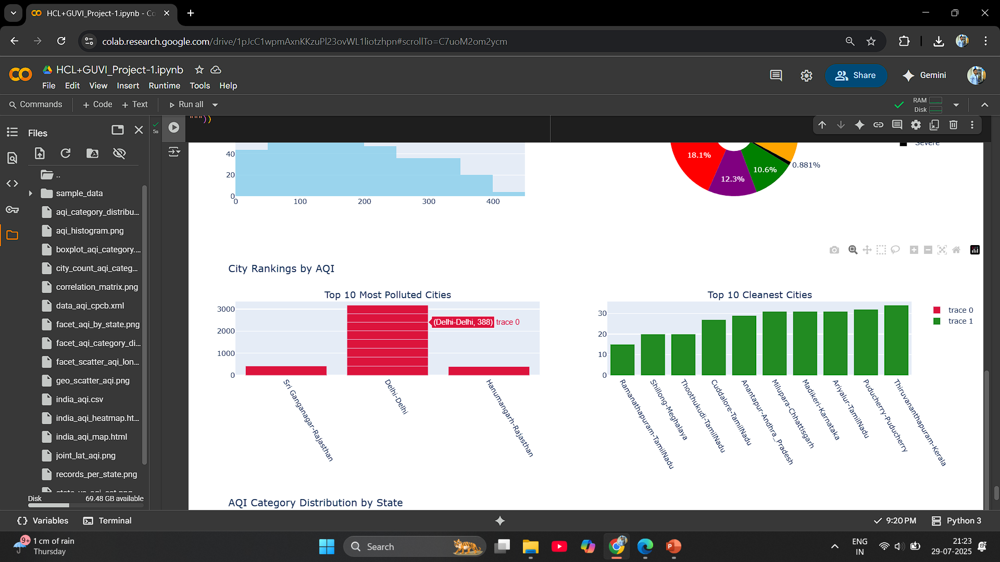 HCL+GUVI_Project-1.ipynb - Co
colab.research.google.com/drive/1pJcC1wpmAxnKKzuPl23ovWL1liotzhpn#scrollTo=C7uoM2om2ycm
HCL+GUVI_Project-1.ipynb
File Edit View Insert Runtime Tools Help
Share
Gemini
Commands
+ Code + Text
Run all
RAM
Disk
Files
..
sample_data
aqi_category_distribu...
aqi_histogram.png
boxplot_aqi_category....
city_count_aqi_categ...
correlation_matrix.png
data_aqi_cpcb.xml
facet_aqi_by_state.png
facet_aqi_category_di...
facet_scatter_aqi_lon...
geo_scatter_aqi.png
india_aqi.csv
india_aqi_heatmap.ht...
india_aqi_map.html
joint_lat_aqi.png
records_per_state.png
Disk 69.48 GB available
5s
"""))
40
20
0
0 100 200 300 400
18.1%
12.3%
10.6%
0.881%
Severe
City Rankings by AQI
Top 10 Most Polluted Cities
3000
2000
1000
0
(Delhi-Delhi, 388) trace 0
Sri Ganganagar-Rajasthan
Delhi-Delhi
Hanumangarh-Rajasthan
Top 10 Cleanest Cities
30
20
10
0
Ramanathapuram-TamilNadu
Shillong-Meghalaya
Thoothukudi-TamilNadu
Cuddalore-TamilNadu
Anantapur-Andhra_Pradesh
Milupara-Chhattisgarh
Madikeri-Karnataka
Ariyalur-TamilNadu
Puducherry-Puducherry
Thiruvananthapuram-Kerala
trace 0
trace 1
AQI Category Distribution by State
{} Variables
Terminal
9:20 PM
Python 3
9+
1 cm of rain
Thursday
Search
ENG
IN
21:23
29-07-2025